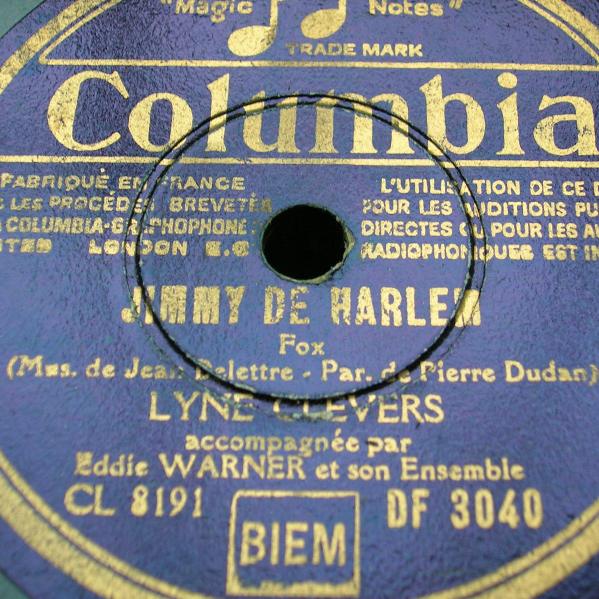 "Magic Notes"
TRADE MARK
Columbia
FABRIQUÉ EN FRANCE
LES PROCÉDÉS BREVETÉS
COLUMBIA-GRAPHOPHONE
LONDON E.C
L'UTILISATION DE CE
POUR LES AUDITIONS
DIRECTES OU POUR LES
RADIOPHONIQUES EST
JIMMY DE HARLEM
Fox
(Mus. de Jean Delettre - Par. de Pierre Dudan)
LYNE CLEVERS
accompagnée par
Eddie WARNER et son Ensemble
CL 8191
BIEM
DF 3040